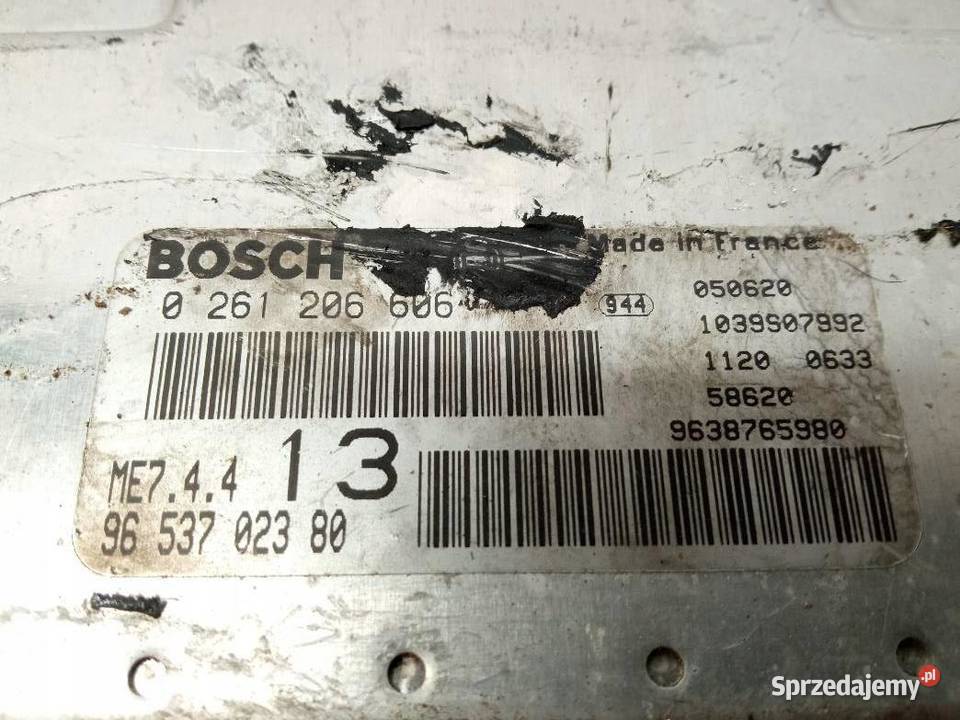 BOSCH
Made in France
0 261 206 606
944
050620
1039S07992
1120 0633
58620
9638765980
ME7.4.4
13
96 537 023 80
Sprzedajemy.pl